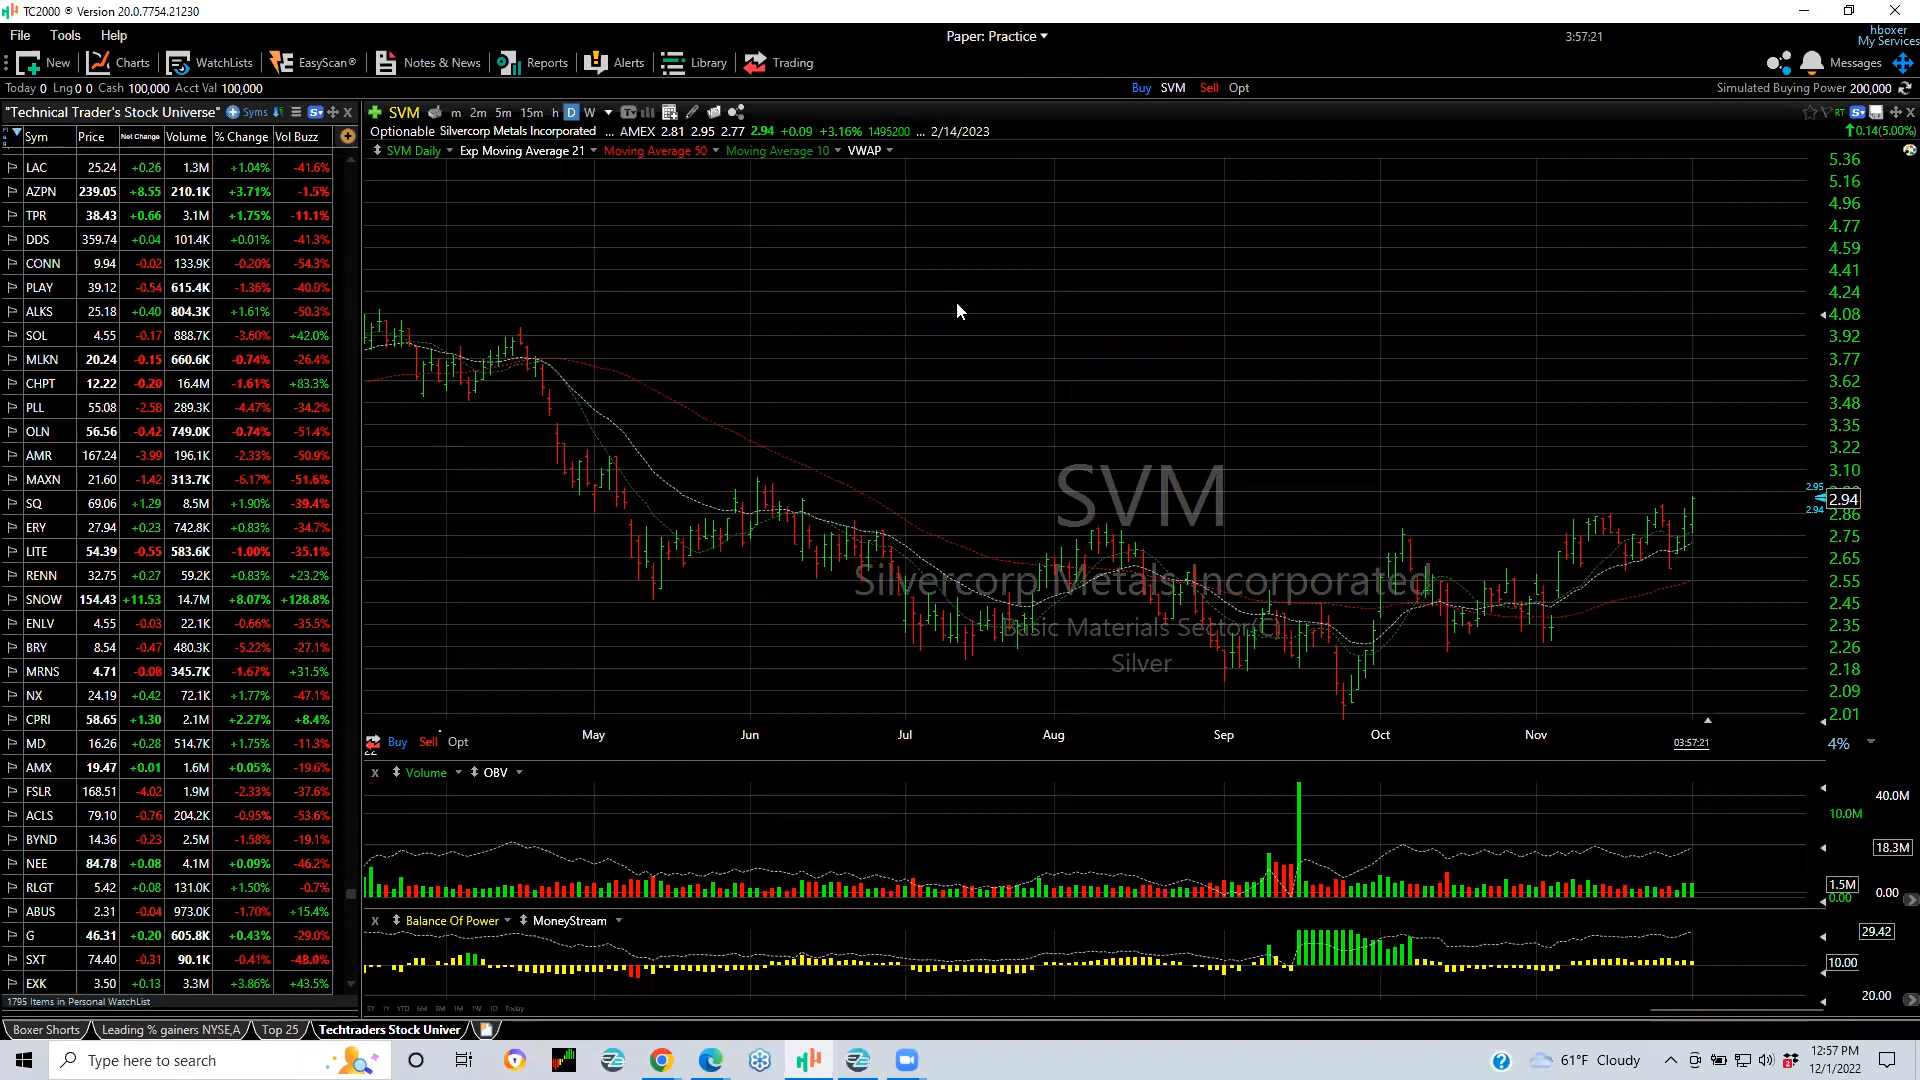 TC2000 ® Version 20.0.7754.21230
File Tools Help Paper: Practice 3:57:21 hboxer
My Services
New Charts WatchLists EasyScan® Notes & News Reports Alerts Library Trading Messages
Today 0 Lng 0 0 Cash 100,000 Acct Val 100,000 Buy SVM Sell Opt Simulated Buying Power 200,000
"Technical Trader's Stock Universe" Syms SVM m 2m 5m 15m h D W RT
Optionable Silvercorp Metals Incorporated ... AMEX 2.81 2.95 2.77 2.94 +0.09 +3.16% 1495200 ... 2/14/2023 0.14(5.00%)
Sym Price Net Change Volume % Change Vol Buzz
SVM Daily Exp Moving Average 21 Moving Average 50 Moving Average 10 VWAP
LAC 25.24 +0.26 1.3M +1.04% -41.6%
AZPN 239.05 +8.55 210.1K +3.71% -1.5%
TPR 38.43 +0.66 3.1M +1.75% -11.1%
DDS 359.74 +0.04 101.4K +0.01% -41.3%
CONN 9.94 -0.02 133.9K -0.20% -54.3%
PLAY 39.12 -0.54 615.4K -1.36% -40.0%
ALKS 25.18 +0.40 804.3K +1.61% -50.3%
SOL 4.55 -0.17 888.7K -3.60% +42.0%
MLKN 20.24 -0.15 660.6K -0.74% -26.4%
CHPT 12.22 -0.20 16.4M -1.61% +83.3%
PLL 55.08 -2.58 289.3K -4.47% -34.2%
OLN 56.56 -0.42 749.0K -0.74% -51.4%
AMR 167.24 -3.99 196.1K -2.33% -50.9%
MAXN 21.60 -1.42 313.7K -6.17% -51.6%
SQ 69.06 +1.29 8.5M +1.90% -39.4%
ERY 27.94 +0.23 742.8K +0.83% -34.7%
LITE 54.39 -0.55 583.6K -1.00% -35.1%
RENN 32.75 +0.27 59.2K +0.83% +23.2%
SNOW 154.43 +11.53 14.7M +8.07% +128.8%
ENLV 4.55 -0.03 22.1K -0.66% -35.5%
BRY 8.54 -0.47 480.3K -5.22% -27.1%
MRNS 4.71 -0.08 345.7K -1.67% +31.5%
NX 24.19 +0.42 72.1K +1.77% -47.1%
CPRI 58.65 +1.30 2.1M +2.27% +8.4%
MD 16.26 +0.28 514.7K +1.75% -11.3%
AMX 19.47 +0.01 1.6M +0.05% -19.6%
FSLR 168.51 -4.02 1.9M -2.33% -37.6%
ACLS 79.10 -0.76 204.2K -0.95% -53.6%
BYND 14.36 -0.23 2.5M -1.58% -19.1%
NEE 84.78 +0.08 4.1M +0.09% -46.2%
RLGT 5.42 +0.08 131.0K +1.50% -0.7%
ABUS 2.31 -0.04 973.0K -1.70% +15.4%
G 46.31 +0.20 605.8K +0.43% -29.0%
SXT 74.40 -0.31 90.1K -0.41% -48.0%
EXK 3.50 +0.13 3.3M +3.86% +43.5%
1795 Items in Personal WatchList
SVM
Silvercorp Metals Incorporated
Basic Materials Sector(C)
Silver
5.36
5.16
4.96
4.77
4.59
4.41
4.24
4.08
3.92
3.77
3.62
3.48
3.35
3.22
3.10
2.95
2.94
2.94
2.86
2.75
2.65
2.55
2.45
2.35
2.26
2.18
2.09
2.01
May Jun Jul Aug Sep Oct Nov
03:57:21
4%
Buy Sell Opt
22
X Volume OBV
40.0M
10.0M
18.3M
1.5M
0.00
0.00
X Balance Of Power MoneyStream
29.42
10.00
20.00
5Y 1Y YTD 6M 3M 1M 1W 1D Today
Boxer Shorts Leading % gainers NYSE,A Top 25 Techtraders Stock Univer
Type here to search
61°F Cloudy
12:57 PM
12/1/2022